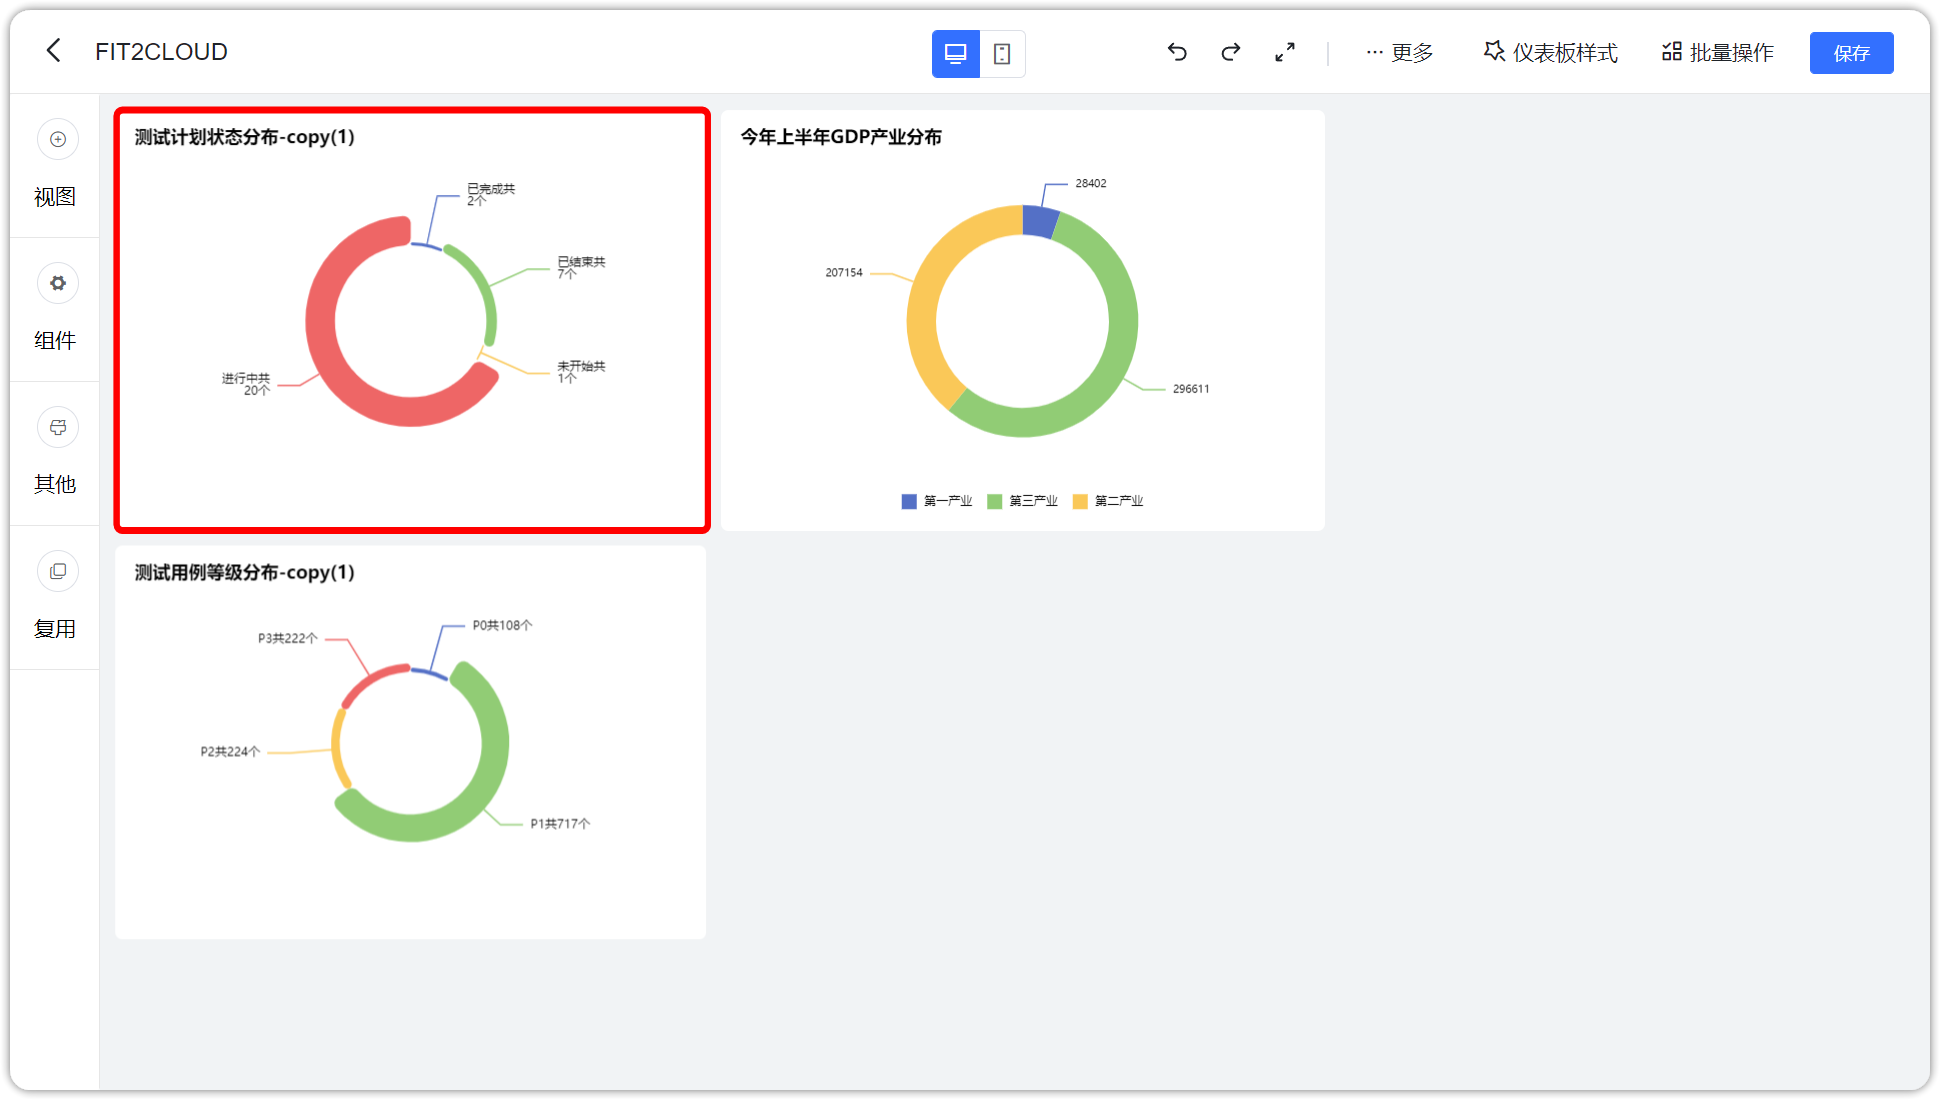 FIT2CLOUD
更多
仪表板样式
批量操作
保存
视图
组件
其他
复用
测试计划状态分布-copy(1)
已完成共
2个
已结束共
7个
未开始共
1个
进行中共
20个
今年上半年GDP产业分布
28402
207154
296611
第一产业 第三产业 第二产业
测试用例等级分布-copy(1)
P0共108个
P3共222个
P2共224个
P1共717个